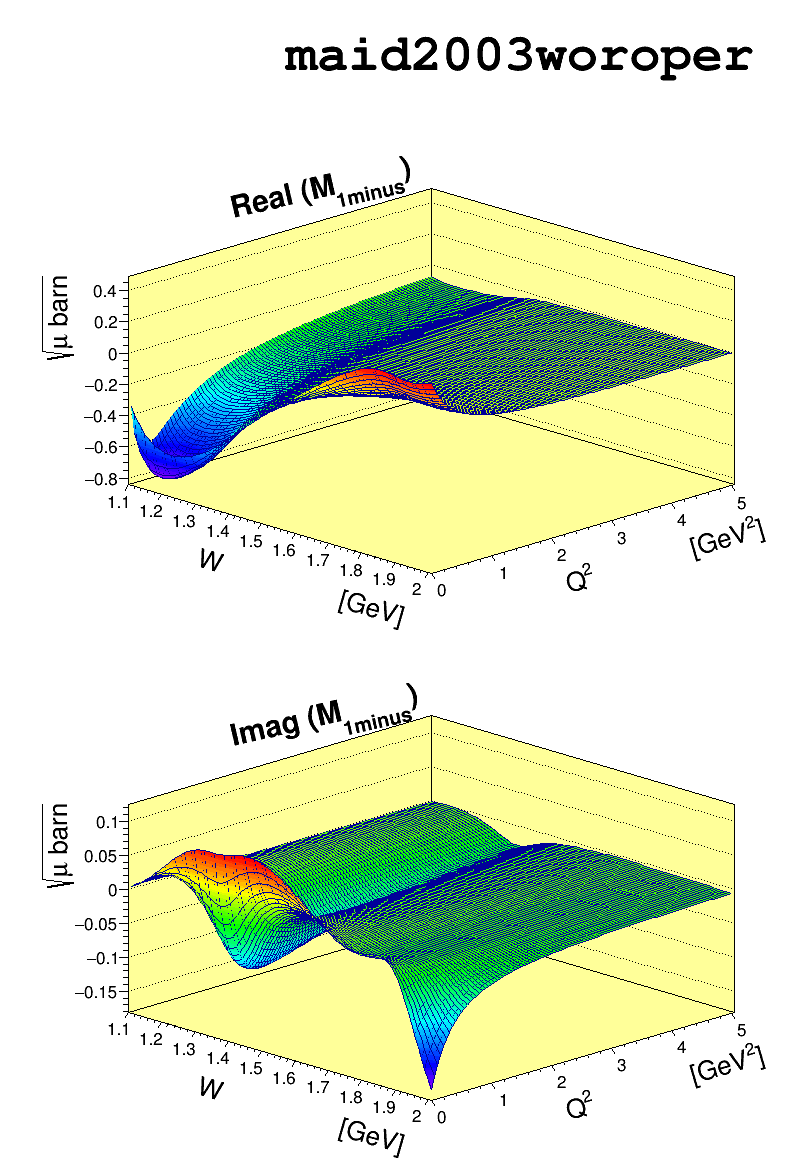 maid2003woroper
Real (M1minus)
√μ barn
0.4
0.2
0
−0.2
−0.4
−0.6
−0.8
1.1 1.2 1.3 1.4 1.5 1.6 1.7 1.8 1.9 2
W [GeV]
0 1 2 3 4 5
Q² [GeV²]
Imag (M1minus)
√μ barn
0.1
0.05
0
−0.05
−0.1
−0.15
1.1 1.2 1.3 1.4 1.5 1.6 1.7 1.8 1.9 2
W [GeV]
0 1 2 3 4 5
Q² [GeV²]